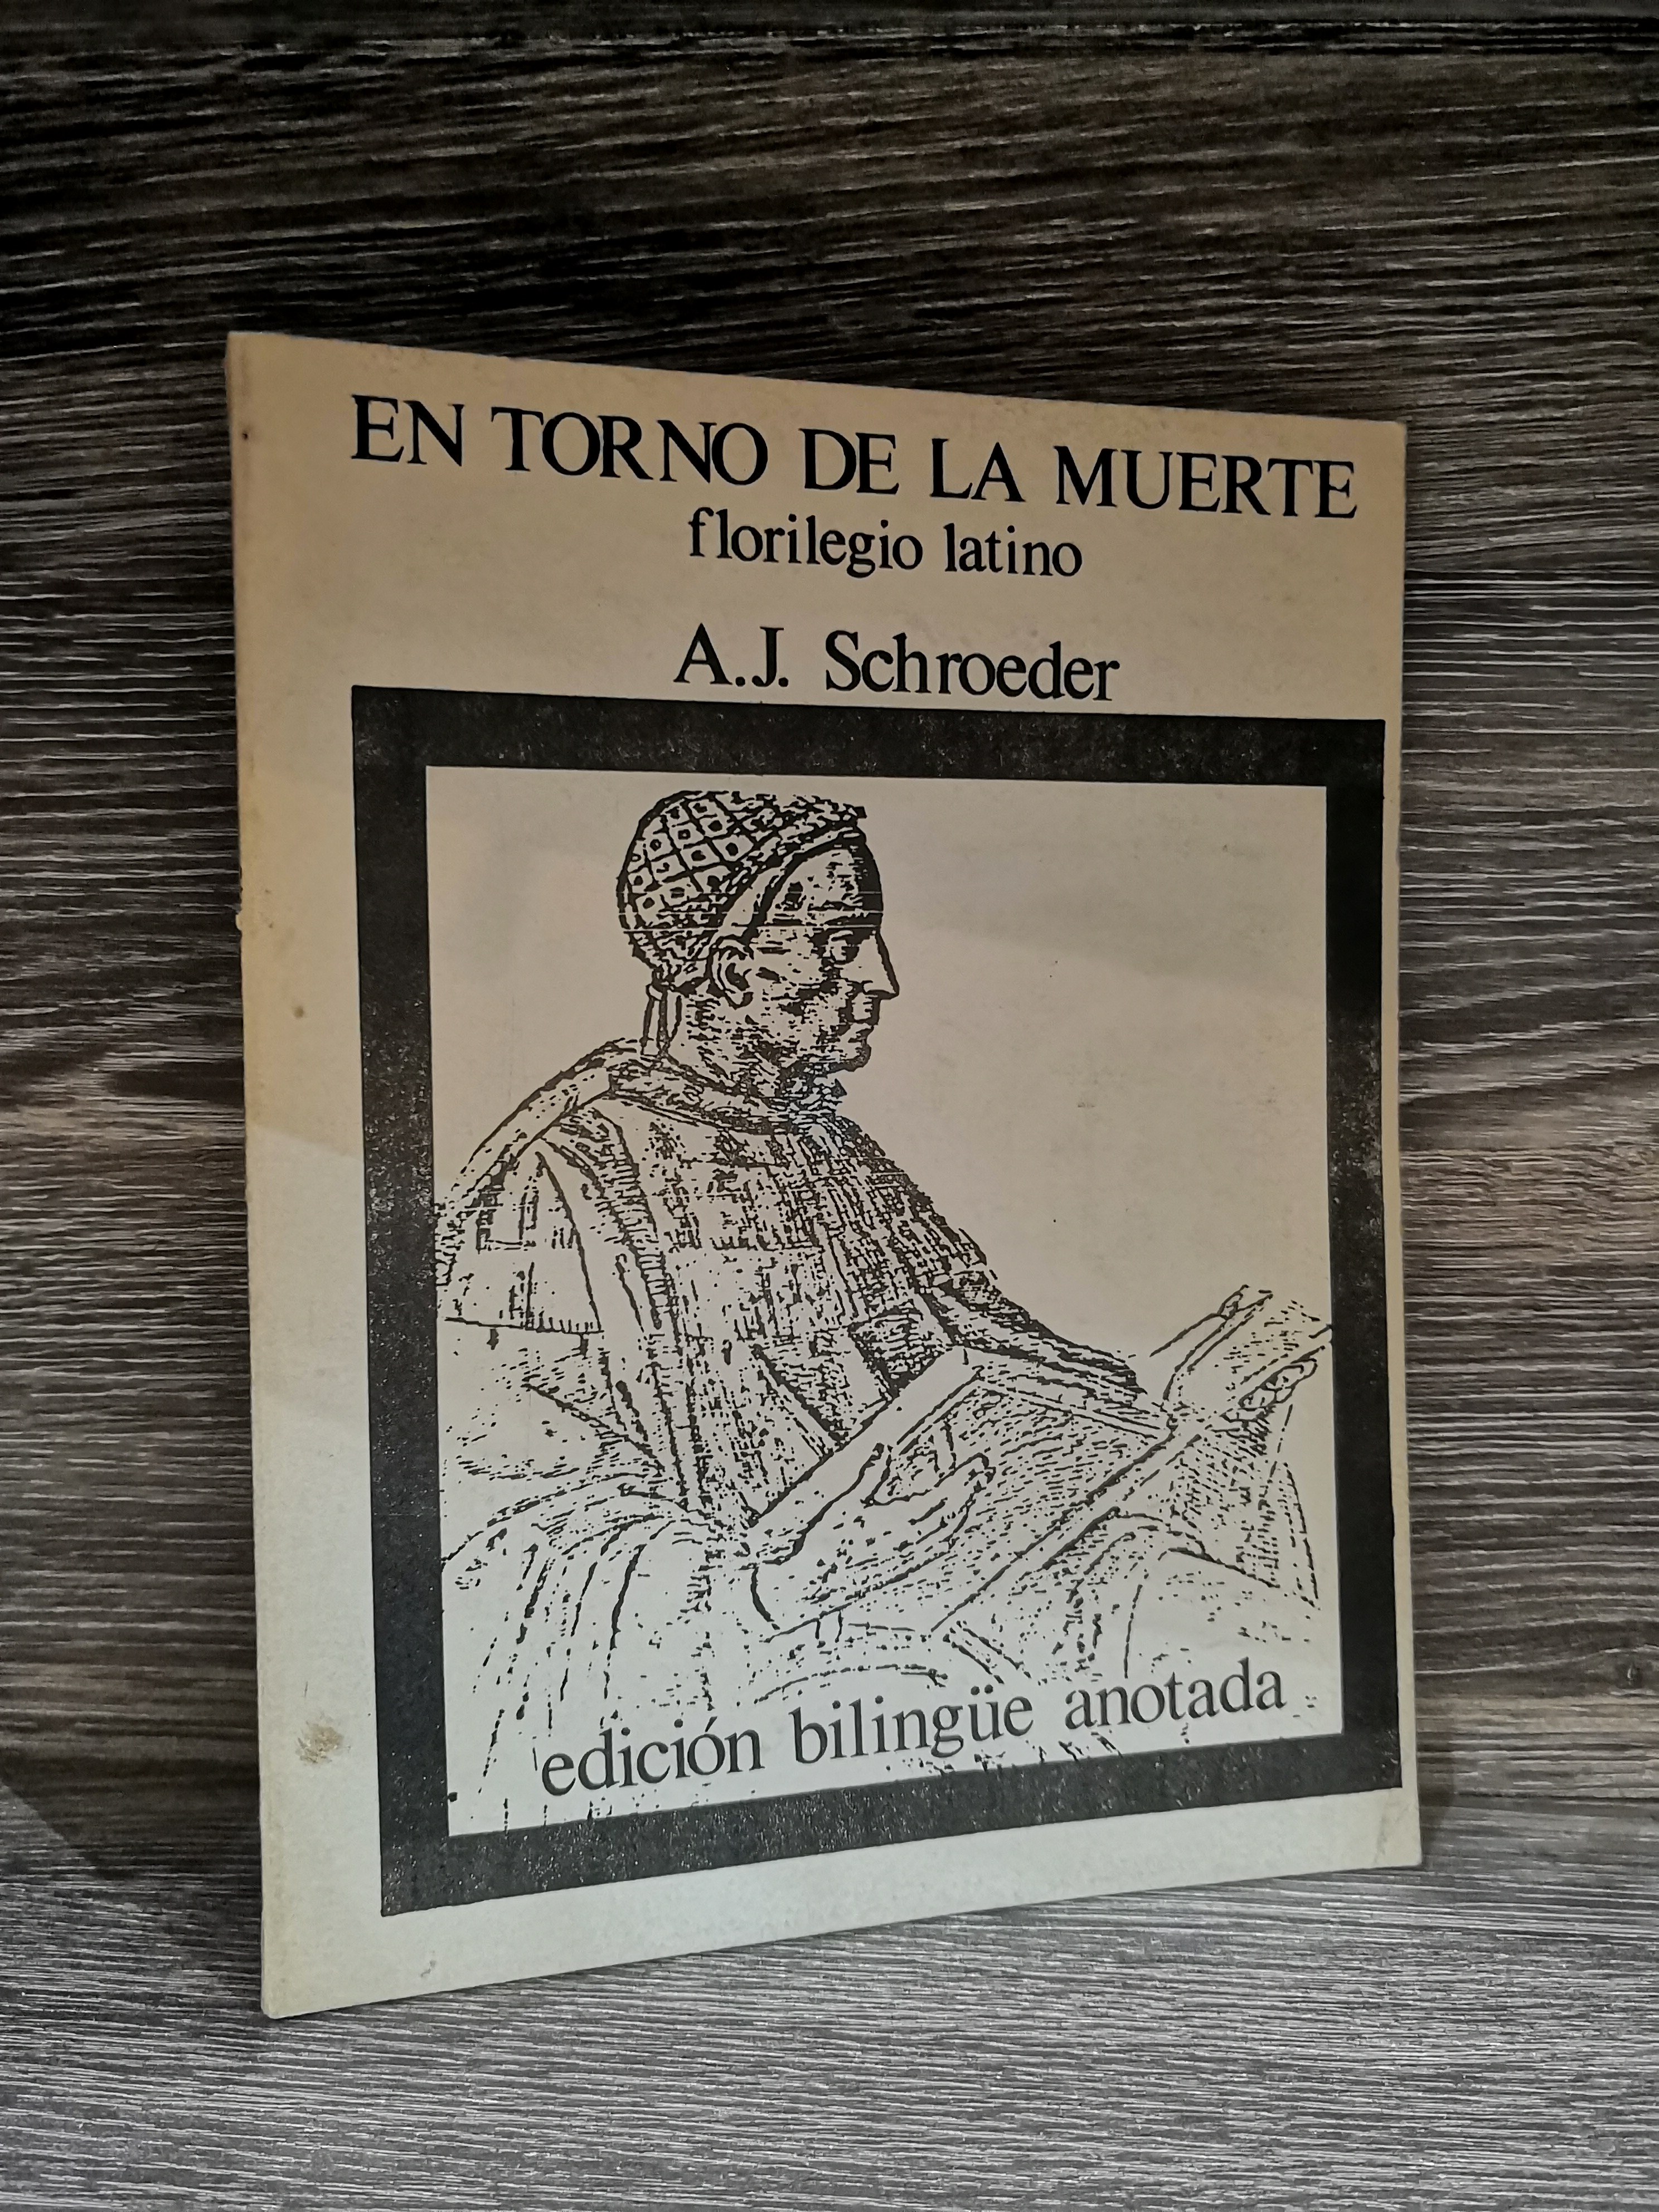 EN TORNO DE LA MUERTE
florilegio latino
A.J. Schroeder
edición bilingüe anotada